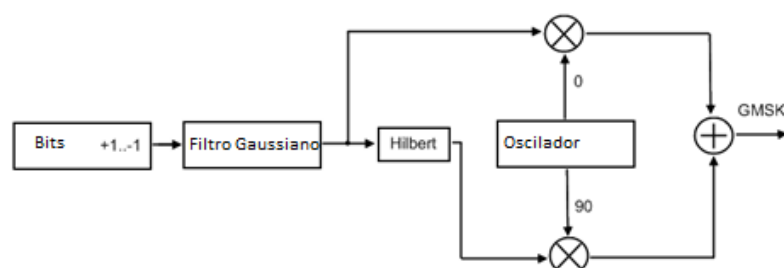 0
GMSK
Bits +1..-1
Filtro Gaussiano
Hilbert
Oscilador
90